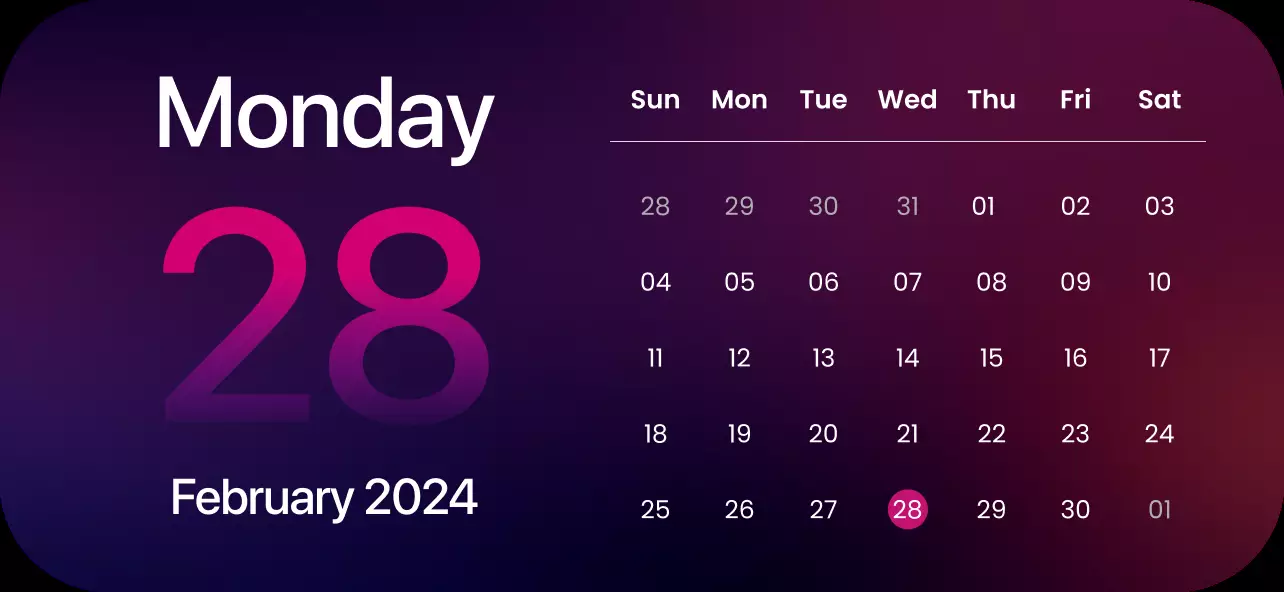 Monday
28
February 2024
Sun Mon Tue Wed Thu Fri Sat
28 29 30 31 01 02 03
04 05 06 07 08 09 10
11 12 13 14 15 16 17
18 19 20 21 22 23 24
25 26 27 28 29 30 01